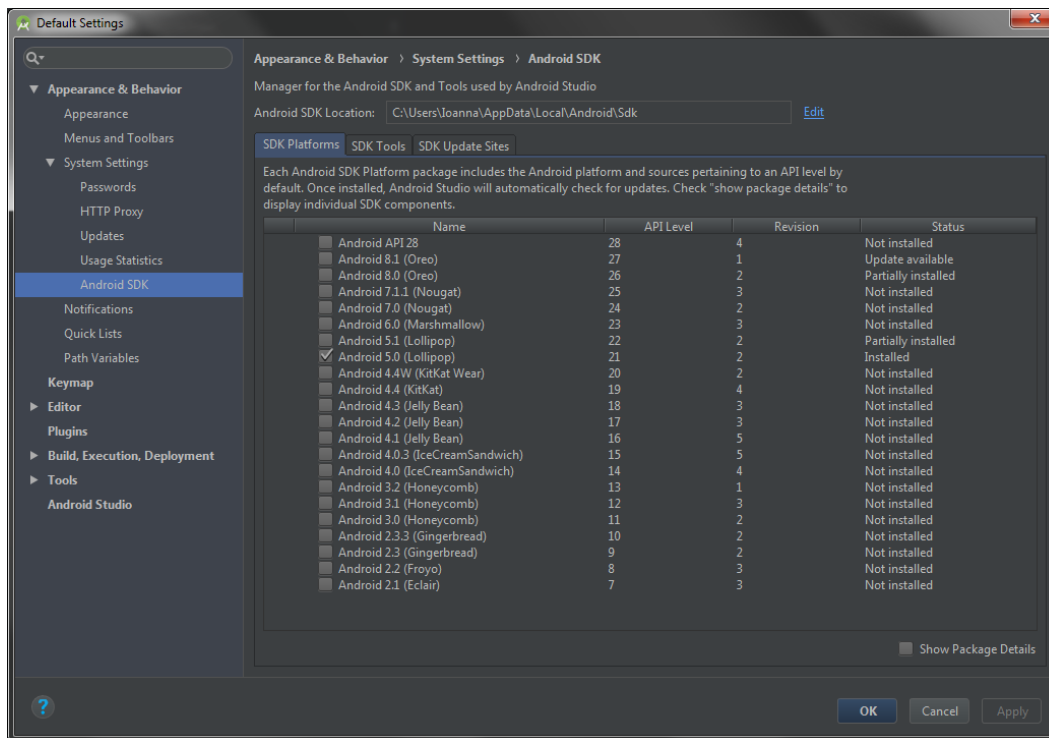 Default Settings
Appearance & Behavior
Appearance
Menus and Toolbars
System Settings
Passwords
HTTP Proxy
Updates
Usage Statistics
Android SDK
Notifications
Quick Lists
Path Variables
Keymap
Editor
Plugins
Build, Execution, Deployment
Tools
Android Studio
Appearance & Behavior › System Settings › Android SDK
Manager for the Android SDK and Tools used by Android Studio
Android SDK Location: C:\Users\Ioanna\AppData\Local\Android\Sdk Edit
SDK Platforms SDK Tools SDK Update Sites
Each Android SDK Platform package includes the Android platform and sources pertaining to an API level by
default. Once installed, Android Studio will automatically check for updates. Check "show package details" to
display individual SDK components.
Name API Level Revision Status
Android API 28 28 4 Not installed
Android 8.1 (Oreo) 27 1 Update available
Android 8.0 (Oreo) 26 2 Partially installed
Android 7.1.1 (Nougat) 25 3 Not installed
Android 7.0 (Nougat) 24 2 Not installed
Android 6.0 (Marshmallow) 23 3 Not installed
Android 5.1 (Lollipop) 22 2 Partially installed
Android 5.0 (Lollipop) 21 2 Installed
Android 4.4W (KitKat Wear) 20 2 Not installed
Android 4.4 (KitKat) 19 4 Not installed
Android 4.3 (Jelly Bean) 18 3 Not installed
Android 4.2 (Jelly Bean) 17 3 Not installed
Android 4.1 (Jelly Bean) 16 5 Not installed
Android 4.0.3 (IceCreamSandwich) 15 5 Not installed
Android 4.0 (IceCreamSandwich) 14 4 Not installed
Android 3.2 (Honeycomb) 13 1 Not installed
Android 3.1 (Honeycomb) 12 3 Not installed
Android 3.0 (Honeycomb) 11 2 Not installed
Android 2.3.3 (Gingerbread) 10 2 Not installed
Android 2.3 (Gingerbread) 9 2 Not installed
Android 2.2 (Froyo) 8 3 Not installed
Android 2.1 (Eclair) 7 3 Not installed
Show Package Details
? OK Cancel Apply